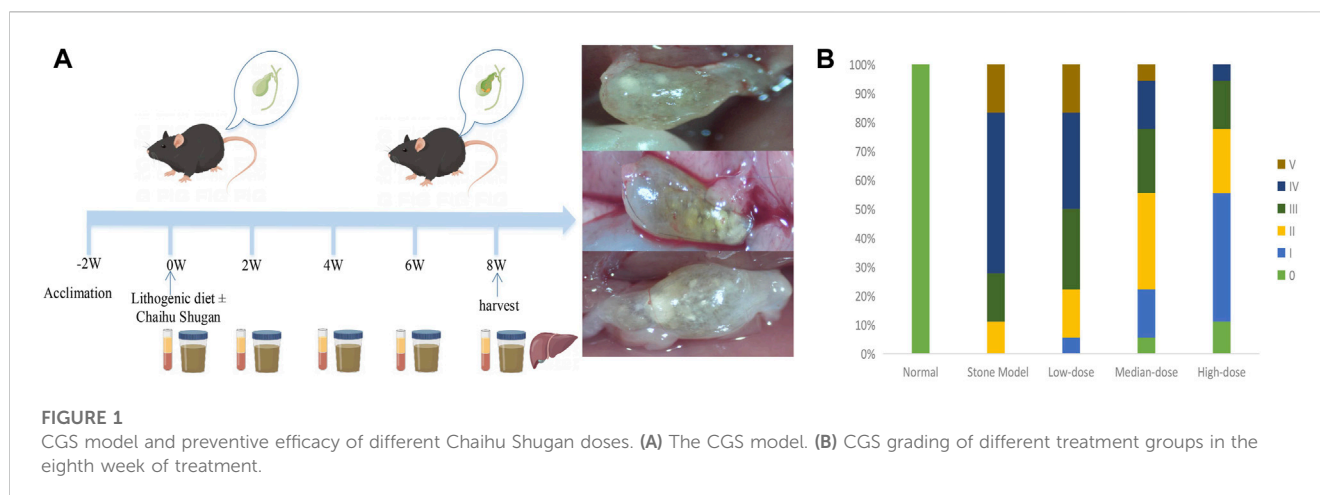 A
-2W
0W
2W
4W
6W
8W
Acclimation
Lithogenic diet ±
Chaihu Shugan
harvest
B
100%
90%
80%
70%
60%
50%
40%
30%
20%
10%
0%
Normal
Stone Model
Low-dose
Median-dose
High-dose
V
IV
III
II
I
0
FIGURE 1
CGS model and preventive efficacy of different Chaihu Shugan doses. (A) The CGS model. (B) CGS grading of different treatment groups in the
eighth week of treatment.